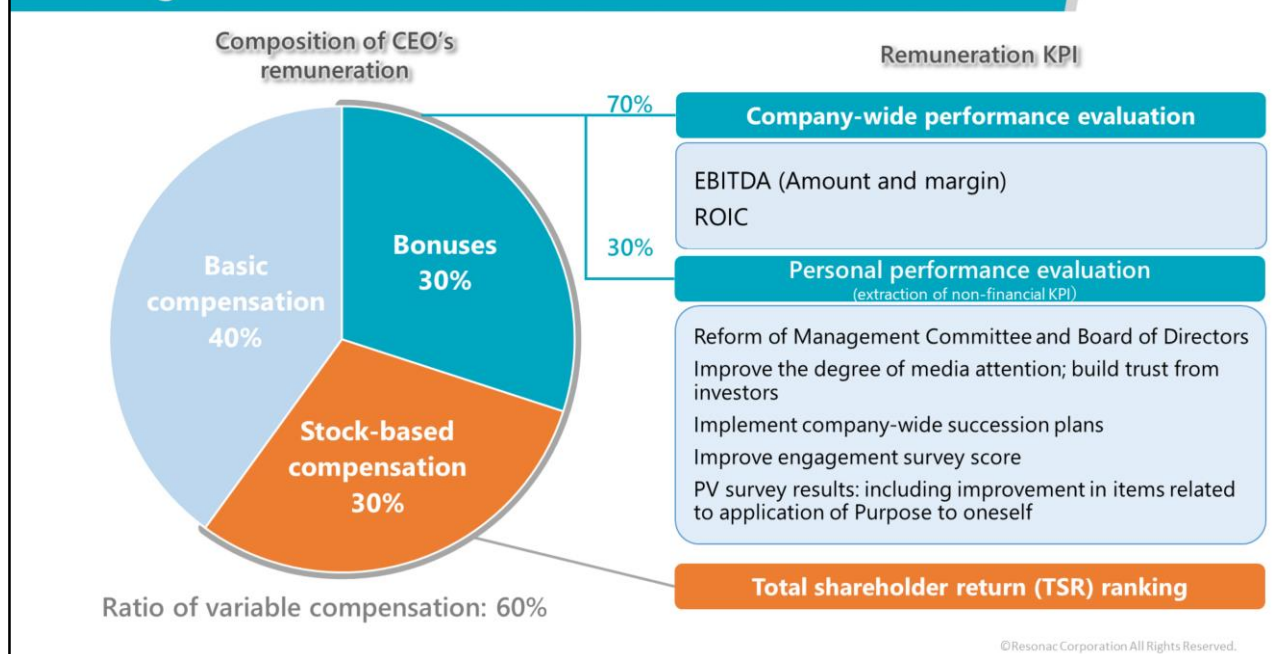 Composition of CEO's
remuneration
Remuneration KPI
Basic
compensation
40%
Bonuses
30%
Stock-based
compensation
30%
Ratio of variable compensation: 60%
70%
Company-wide performance evaluation
EBITDA (Amount and margin)
ROIC
30%
Personal performance evaluation
(extraction of non-financial KPI)
Reform of Management Committee and Board of Directors
Improve the degree of media attention; build trust from
investors
Implement company-wide succession plans
Improve engagement survey score
PV survey results: including improvement in items related
to application of Purpose to oneself
Total shareholder return (TSR) ranking
©Resonac Corporation All Rights Reserved.